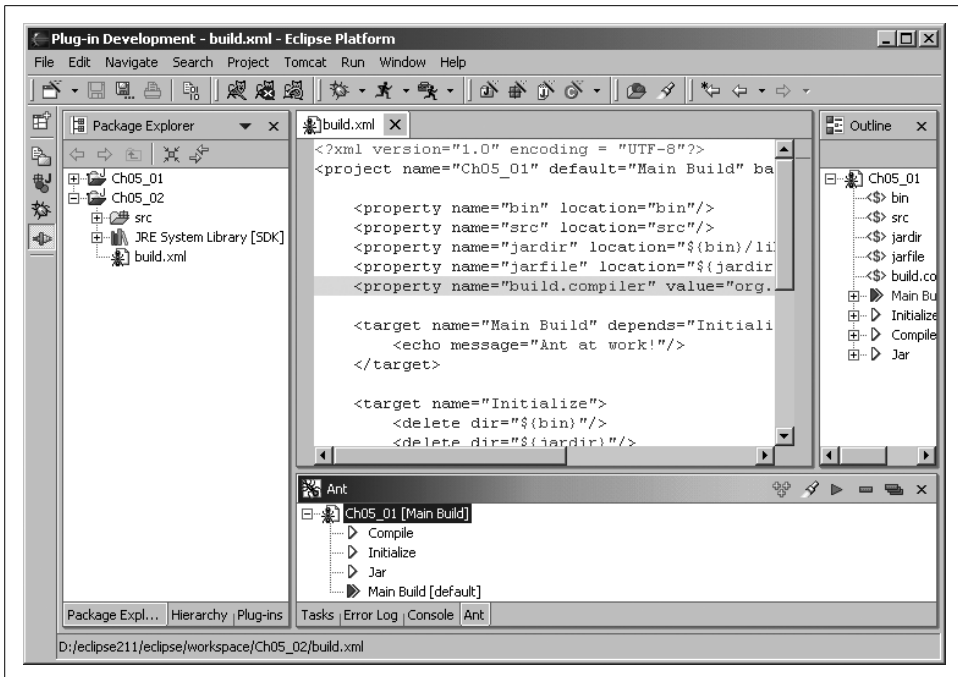 Plug-in Development - build.xml - Eclipse Platform
File Edit Navigate Search Project Tomcat Run Window Help
Package Explorer
Ch05_01
Ch05_02
src
JRE System Library [SDK]
build.xml
Package Expl... Hierarchy Plug-ins
build.xml
<?xml version="1.0" encoding = "UTF-8"?>
<project name="Ch05_01" default="Main Build" ba
<property name="bin" location="bin"/>
<property name="src" location="src"/>
<property name="jardir" location="${bin}/li
<property name="jarfile" location="${jardir
<property name="build.compiler" value="org.
<target name="Main Build" depends="Initiali
<echo message="Ant at work!"/>
</target>
<target name="Initialize">
<delete dir="${bin}"/>
<delete dir="${jardir}"/>
Outline
Ch05_01
<$> bin
<$> src
<$> jardir
<$> jarfile
<$> build.co
Main Bu
Initialize
Compile
Jar
Ant
Ch05_01 [Main Build]
Compile
Initialize
Jar
Main Build [default]
Tasks Error Log Console Ant
D:/eclipse211/eclipse/workspace/Ch05_02/build.xml